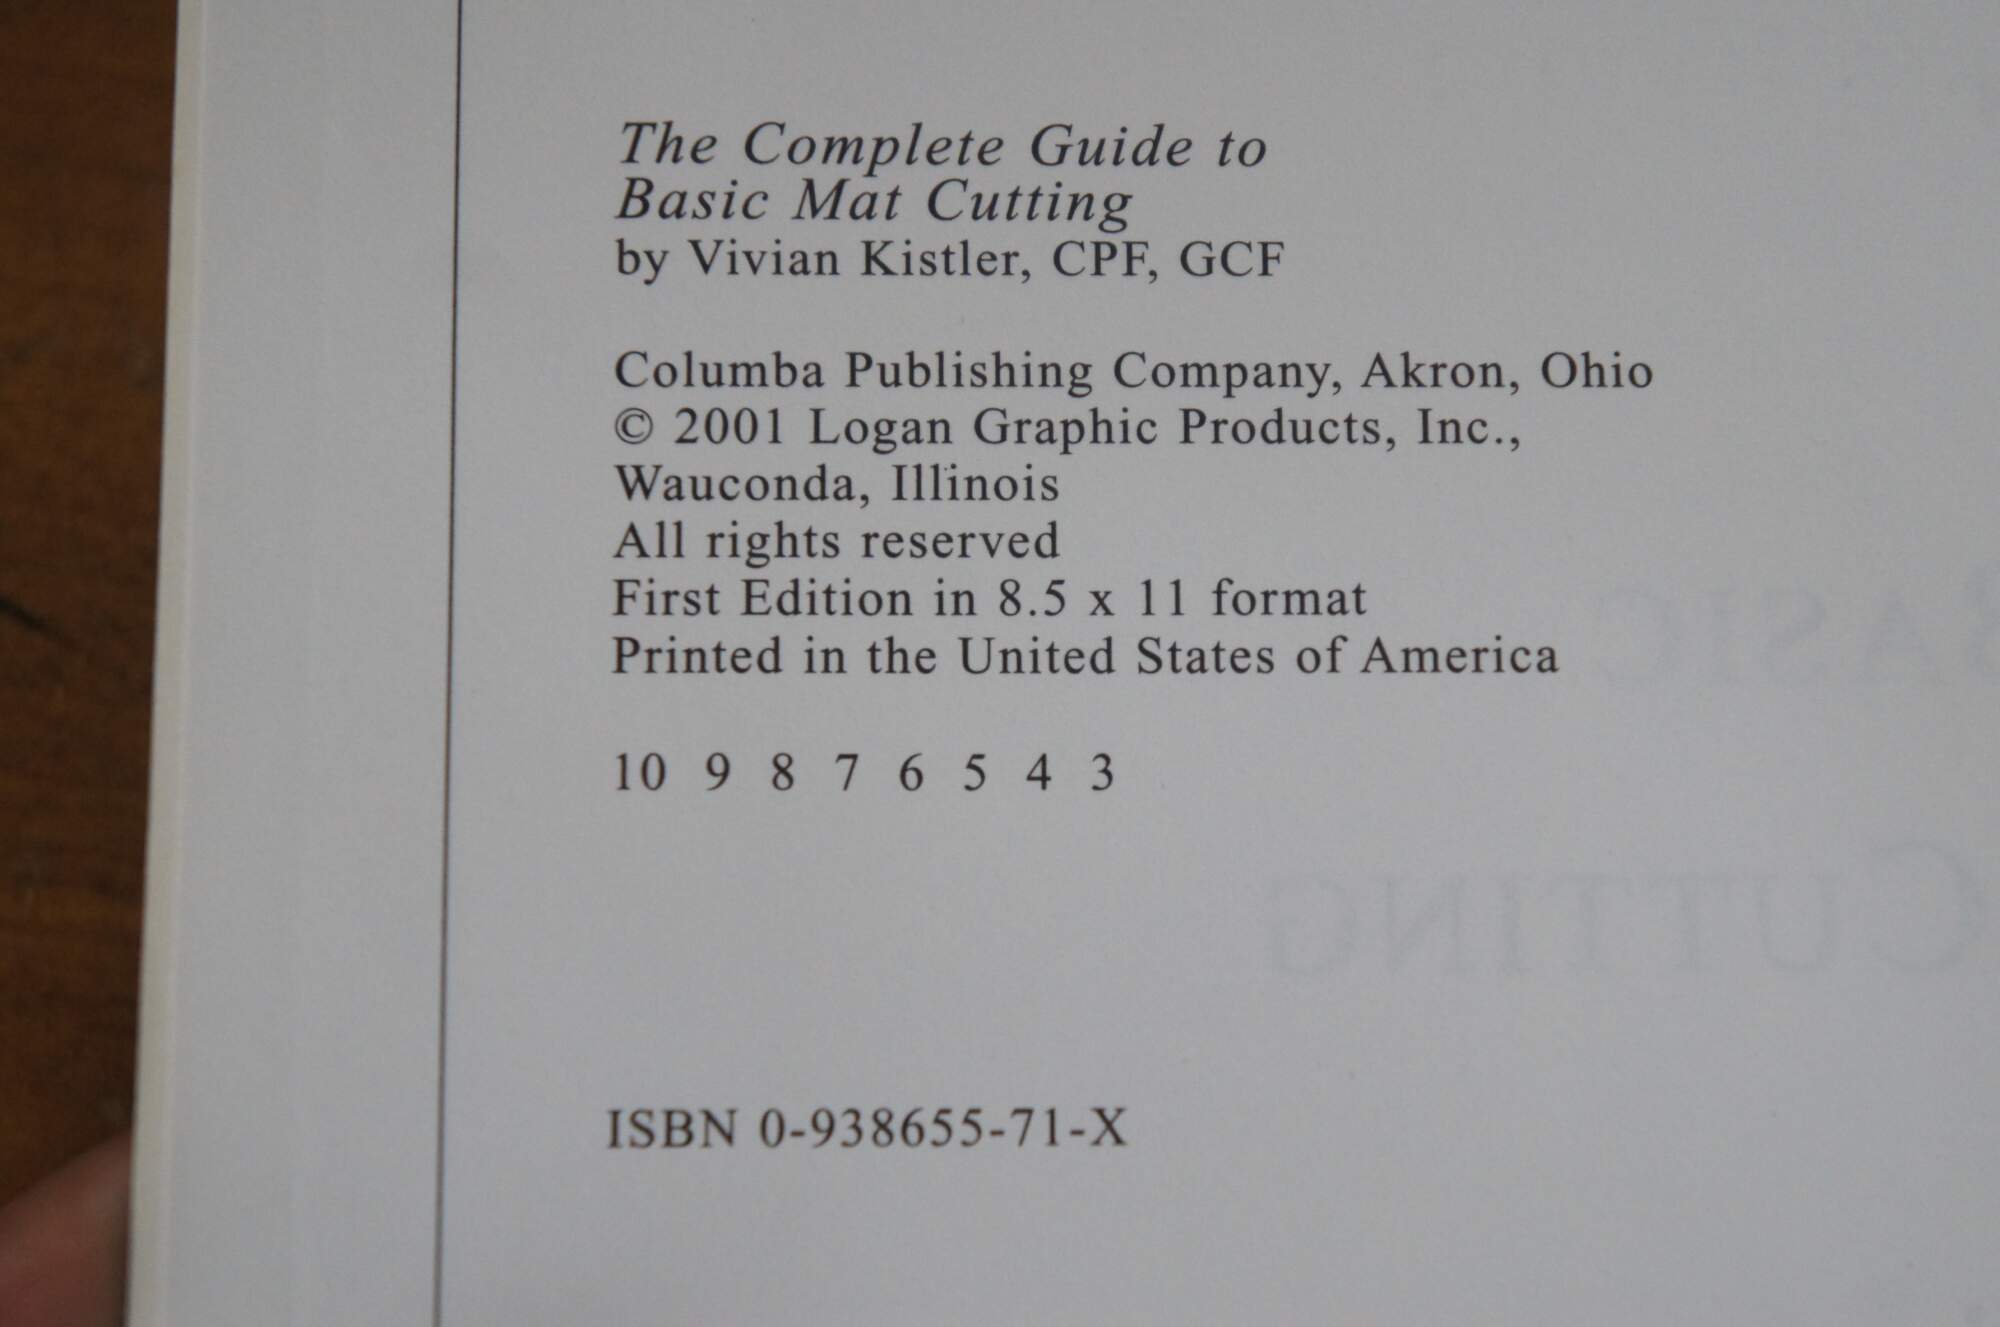 The Complete Guide to
Basic Mat Cutting
by Vivian Kistler, CPF, GCF
Columba Publishing Company, Akron, Ohio
© 2001 Logan Graphic Products, Inc.,
Wauconda, Illinois
All rights reserved
First Edition in 8.5 x 11 format
Printed in the United States of America
10 9 8 7 6 5 4 3
BASIC
CUTTING
ISBN 0-938655-71-X